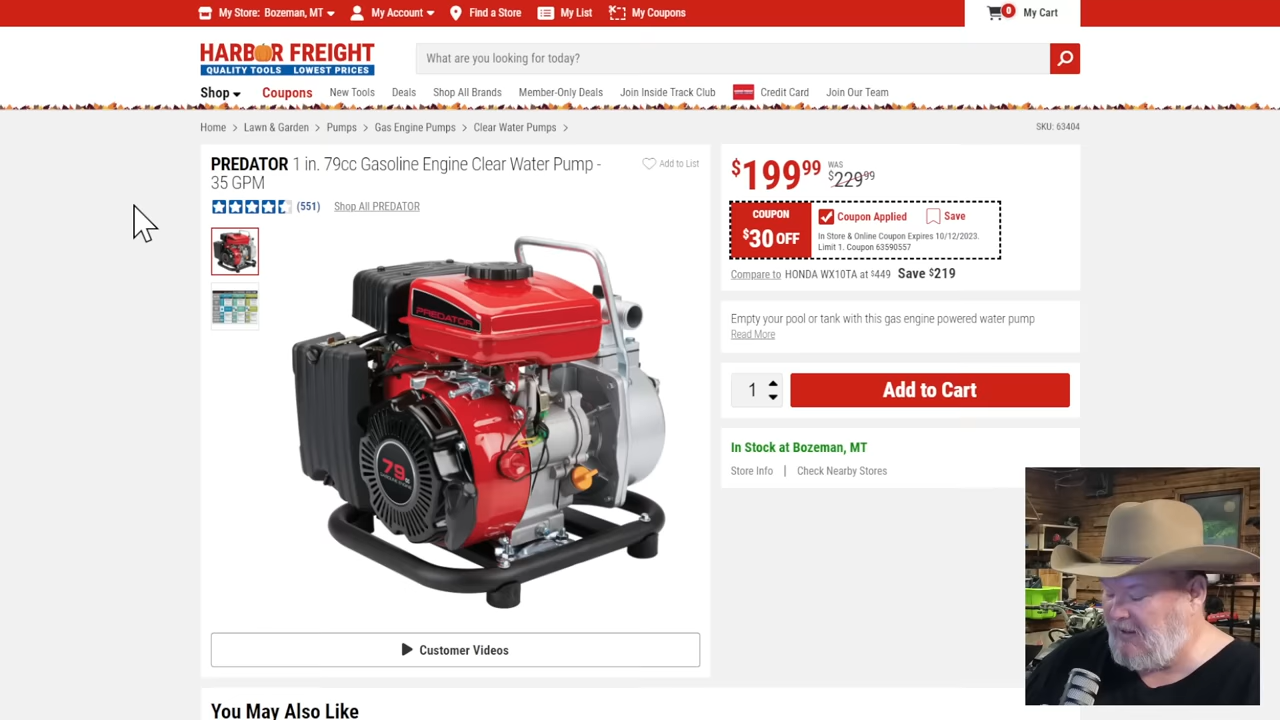 My Store: Bozeman, MT
My Account
Find a Store
My List
My Coupons
0
My Cart
HARBOR FREIGHT
QUALITY TOOLS LOWEST PRICES
What are you looking for today?
Shop
Coupons
New Tools
Deals
Shop All Brands
Member-Only Deals
Join Inside Track Club
Credit Card
Join Our Team
Home > Lawn & Garden > Pumps > Gas Engine Pumps > Clear Water Pumps >
SKU: 63404
PREDATOR 1 in. 79cc Gasoline Engine Clear Water Pump -
35 GPM
Add to List
(551)
Shop All PREDATOR
PREDATOR
79cc
Customer Videos
You May Also Like
$199.99
WAS
$229.99
COUPON
$30 OFF
Coupon Applied
Save
In Store & Online Coupon Expires 10/12/2023.
Limit 1. Coupon 63590557
Compare to HONDA WX10TA at $449 Save $219
Empty your pool or tank with this gas engine powered water pump
Read More
1
Add to Cart
In Stock at Bozeman, MT
Store Info | Check Nearby Stores